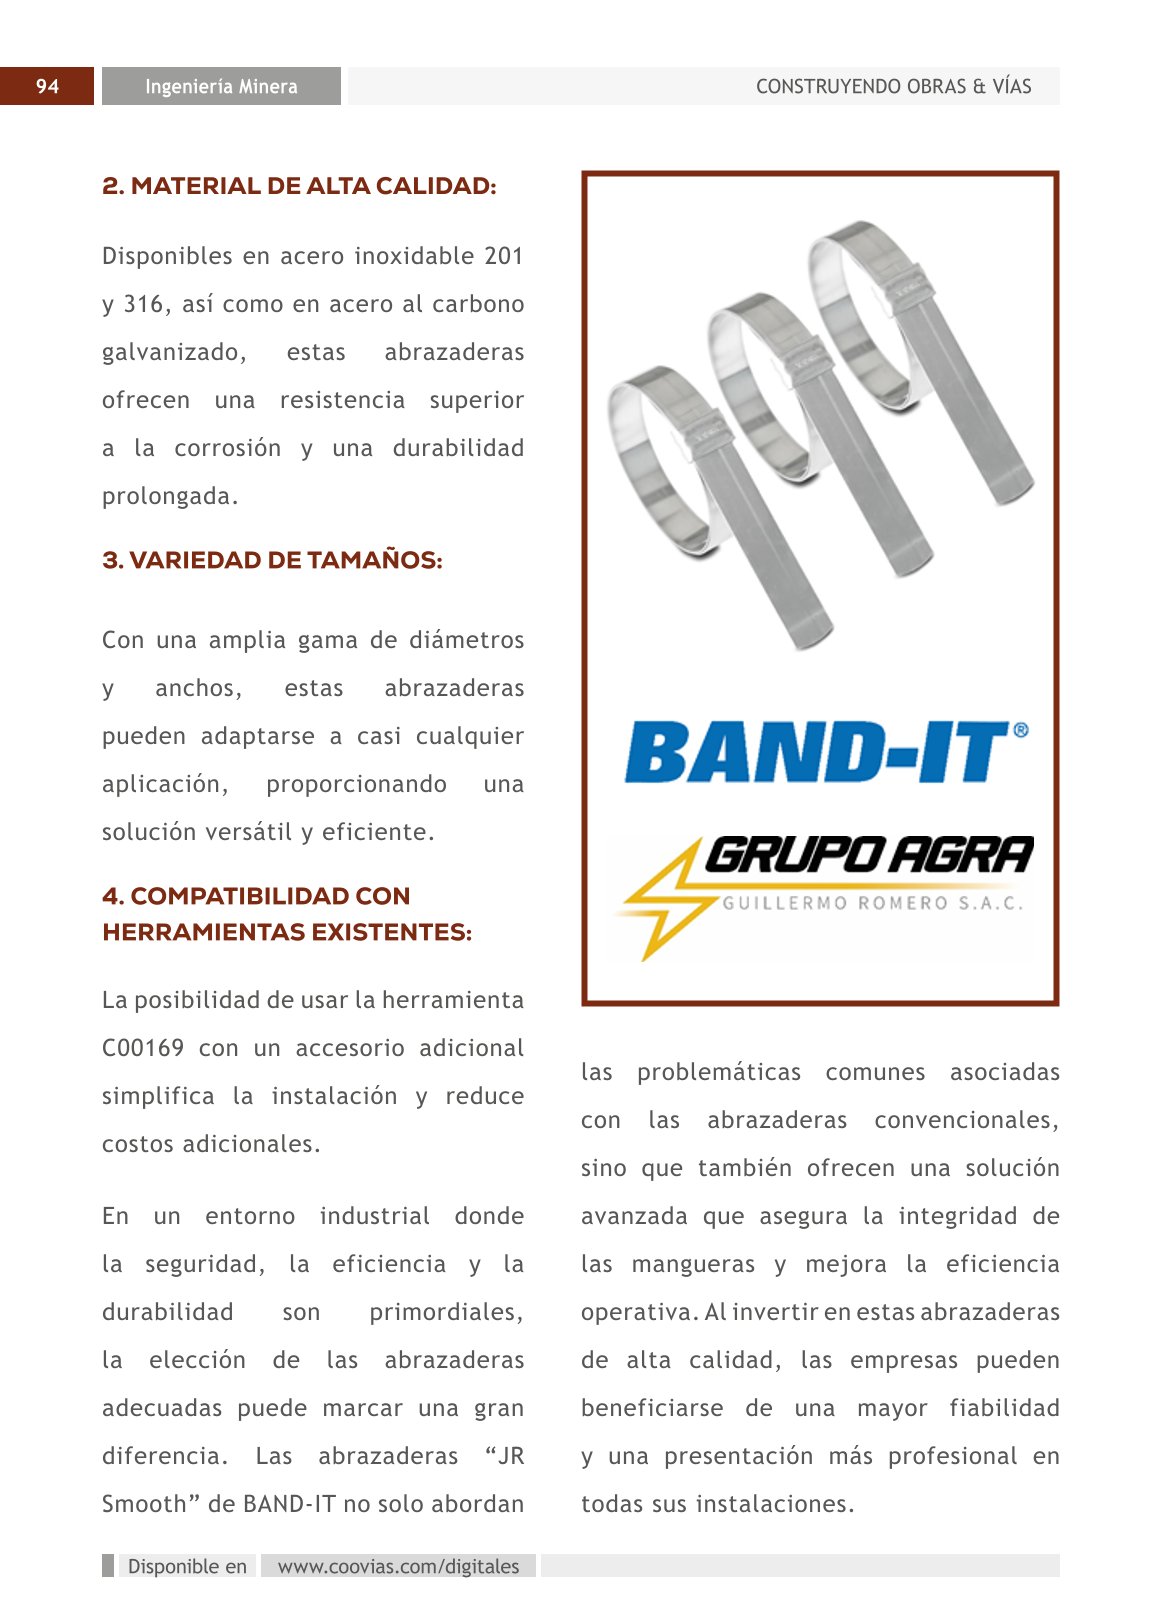 94
Ingeniería Minera
CONSTRUYENDO OBRAS & VÍAS
2. MATERIAL DE ALTA CALIDAD:
Disponibles en acero inoxidable 201
y 316, así como en acero al carbono
galvanizado, estas abrazaderas
ofrecen una resistencia superior
a la corrosión y una durabilidad
prolongada.
3. VARIEDAD DE TAMAÑOS:
Con una amplia gama de diámetros
y anchos, estas abrazaderas
pueden adaptarse a casi cualquier
aplicación, proporcionando una
solución versátil y eficiente.
4. COMPATIBILIDAD CON
HERRAMIENTAS EXISTENTES:
La posibilidad de usar la herramienta
C00169 con un accesorio adicional
simplifica la instalación y reduce
costos adicionales.
En un entorno industrial donde
la seguridad, la eficiencia y la
durabilidad son primordiales,
la elección de las abrazaderas
adecuadas puede marcar una gran
diferencia. Las abrazaderas “JR
Smooth” de BAND-IT no solo abordan
BAND-IT®
GRUPO AGRA
GUILLERMO ROMERO S.A.C.
las problemáticas comunes asociadas
con las abrazaderas convencionales,
sino que también ofrecen una solución
avanzada que asegura la integridad de
las mangueras y mejora la eficiencia
operativa. Al invertir en estas abrazaderas
de alta calidad, las empresas pueden
beneficiarse de una mayor fiabilidad
y una presentación más profesional en
todas sus instalaciones.
Disponible en
www.coovias.com/digitales